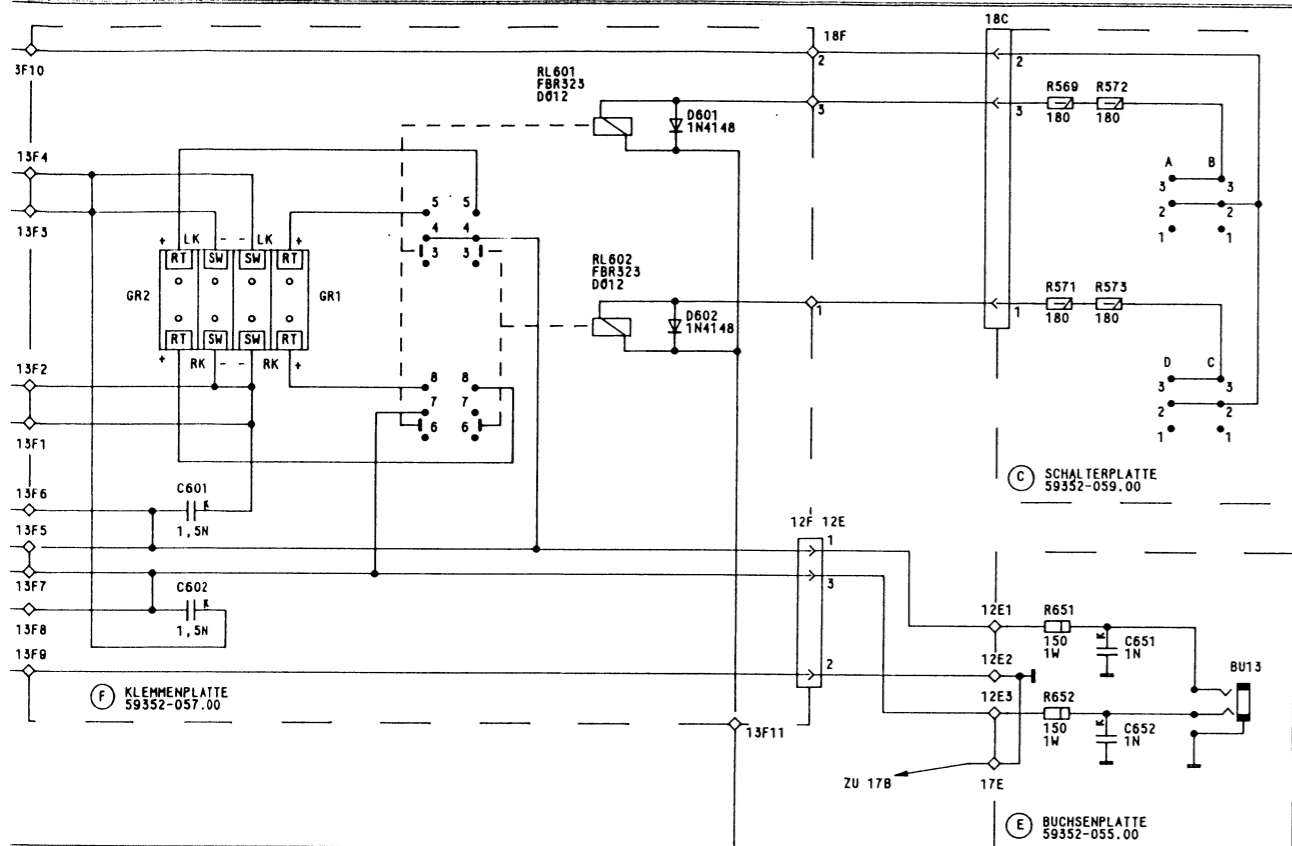 18C
18F
3F10
2
2
RL601
FBR323
D012
D601
1N4148
3
3
R569 R572
180 180
13F4
13F3
A B
3 3
2 2
1 1
+ LK - - LK +
RT SW SW RT
GR2 GR1
RT SW SW RT
+ RK - - RK +
5 5
4 4
3 3
RL602
FBR323
D012
D602
1N4148
1
1
R571 R573
180 180
13F2
13F1
8 8
7 7
6 6
D C
3 3
2 2
1 1
C SCHALTERPLATTE
59352-059.00
13F6
C601
K
1,5N
13F5
12F 12E
1
3
13F7
C602
K
1,5N
13F8
12E1
R651
150
1W
K
C651
1N
13F9
2
12E2
BU13
F KLEMMENPLATTE
59352-057.00
12E3
R652
150
1W
K
C652
1N
13F11
ZU 17B
17E
E BUCHSENPLATTE
59352-055.00